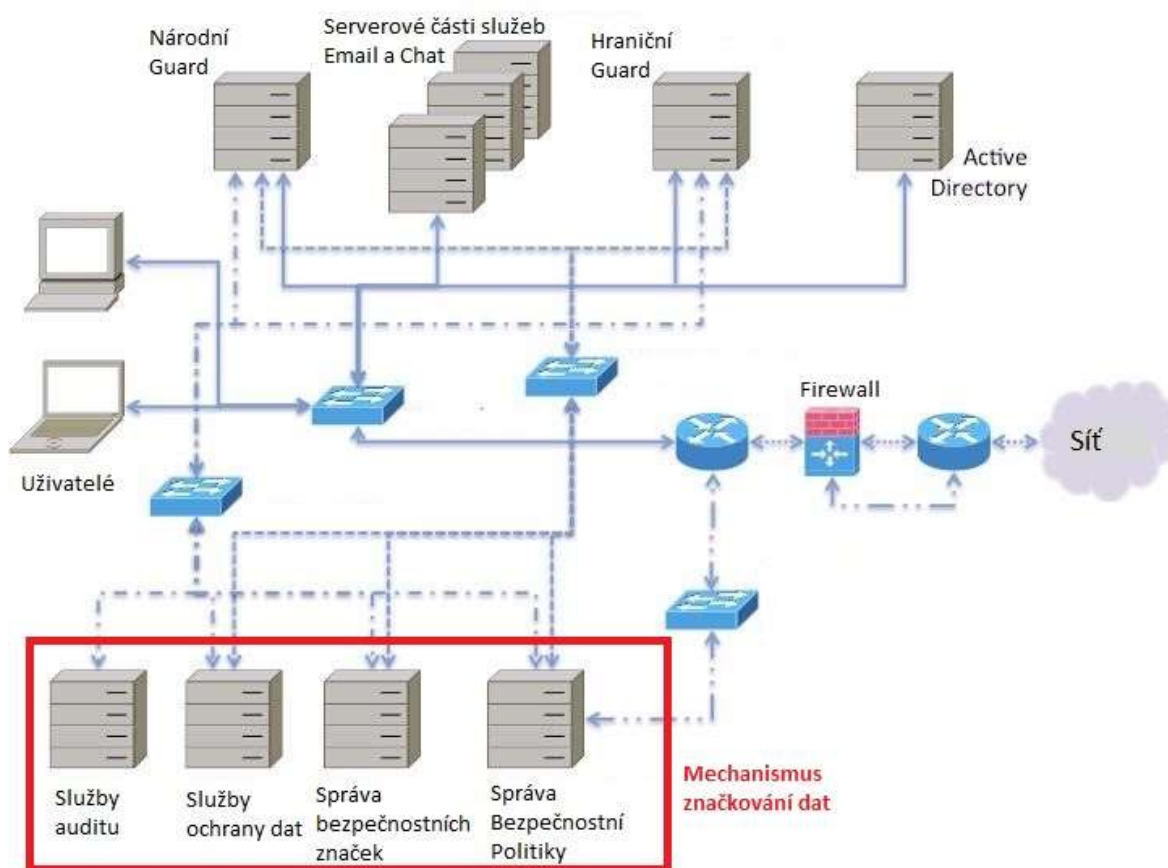 Národní
Guard
Serverové části služeb
Email a Chat
Hraniční
Guard
Active
Directory
Uživatelé
Firewall
Síť
Služby
auditu
Služby
ochrany dat
Správa
bezpečnostních
značek
Správa
Bezpečnostní
Politiky
Mechanismus
značkování dat